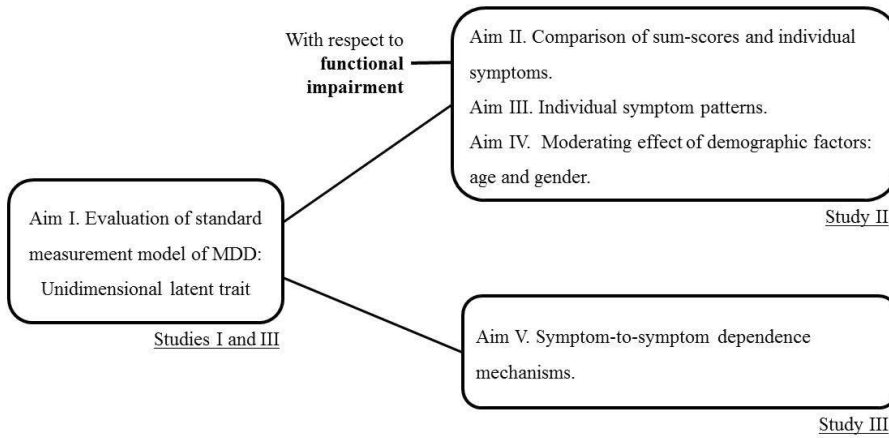 With respect to
functional
impairment
Aim II. Comparison of sum-scores and individual
symptoms.
Aim III. Individual symptom patterns.
Aim IV. Moderating effect of demographic factors:
age and gender.
Study II
Aim I. Evaluation of standard
measurement model of MDD:
Unidimensional latent trait
Studies I and III
Aim V. Symptom-to-symptom dependence
mechanisms.
Study III